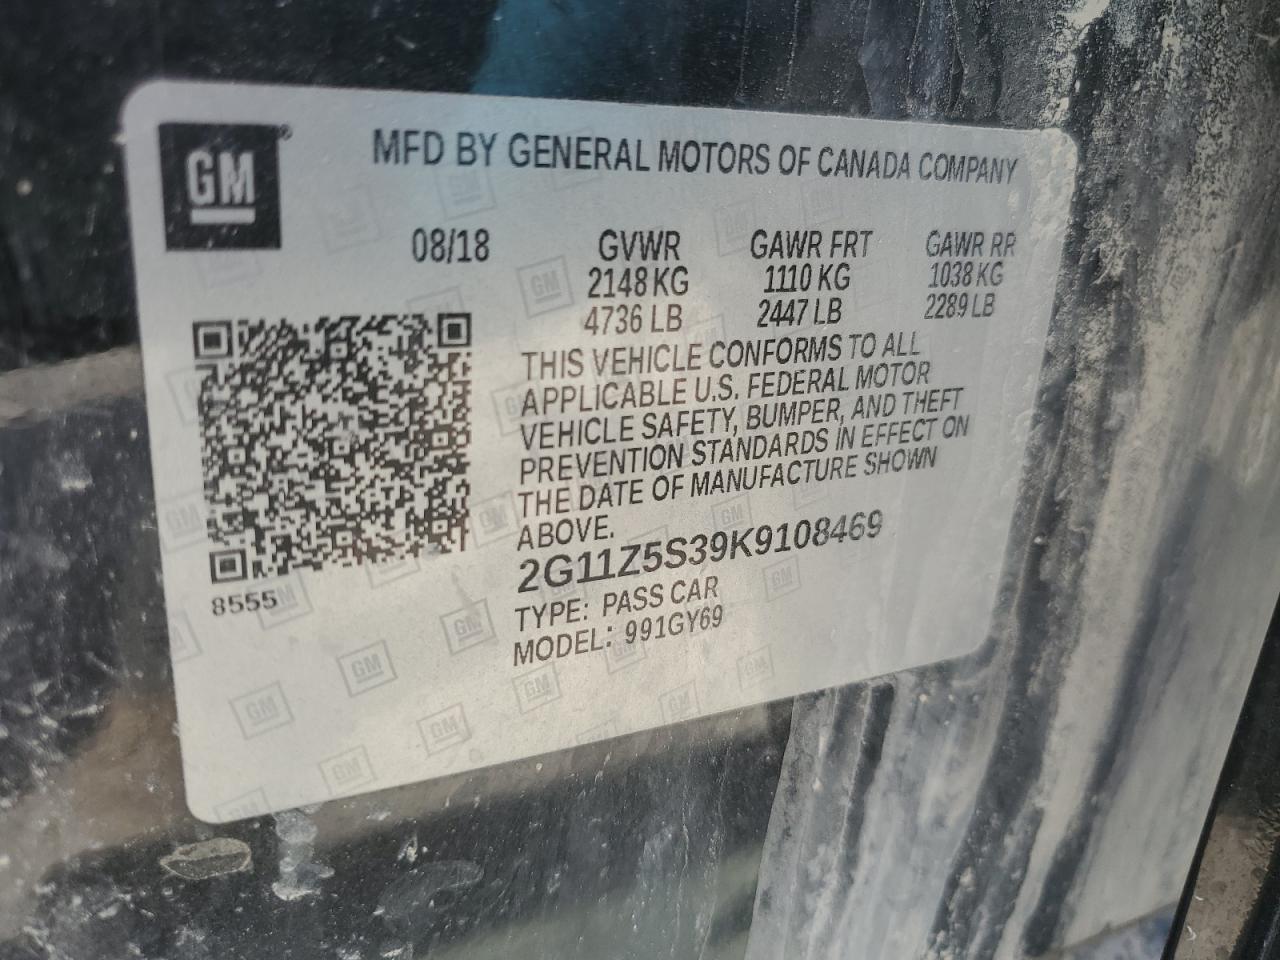 GM®
MFD BY GENERAL MOTORS OF CANADA COMPANY
08/18 GVWR GAWR FRT GAWR RR
2148 KG 1110 KG 1038 KG
4736 LB 2447 LB 2289 LB
THIS VEHICLE CONFORMS TO ALL
APPLICABLE U.S. FEDERAL MOTOR
VEHICLE SAFETY, BUMPER, AND THEFT
PREVENTION STANDARDS IN EFFECT ON
THE DATE OF MANUFACTURE SHOWN
ABOVE.
2G11Z5S39K9108469
TYPE: PASS CAR
MODEL: 991GY69
8555